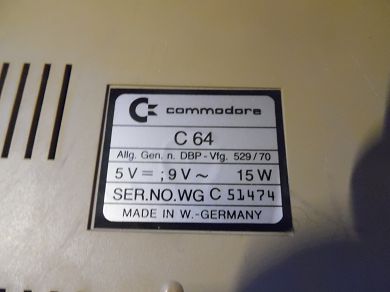 commodore
C 64
Allg. Gen. n. DBP - Vfg. 529/70
5 V ⎓ ; 9 V ~ 15 W
SER.NO.WG C 51474
MADE IN W.-GERMANY